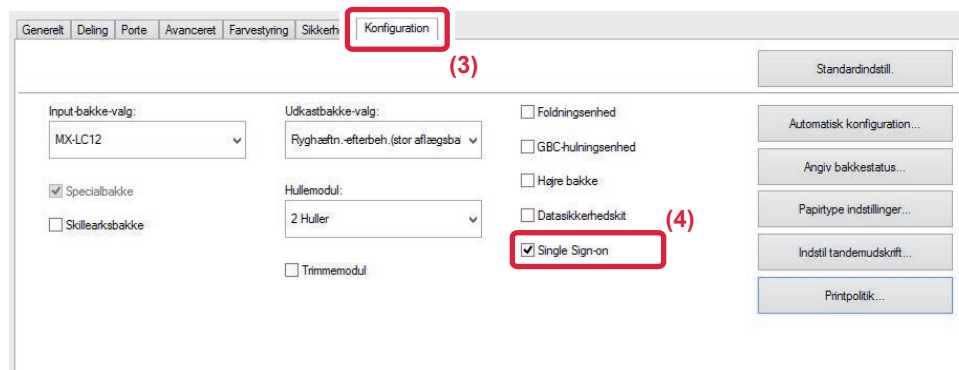 Generelt Deling Porte Avanceret Farvestyring Sikkerh Konfiguration
(3)
Standardindstill.
Input-bakke-valg:
MX-LC12
Specialbakke
Skillearksbakke
Udkastbakke-valg:
Ryghæftn.-efterbeh.(stor aflægsba
Hullemodul:
2 Huller
Trimmemodul
Foldningsenhed
GBC-hulningsenhed
Højre bakke
Datasikkerhedskit
(4)
Single Sign-on
Automatisk konfiguration...
Angiv bakkestatus...
Papirtype indstillinger...
Indstil tandemudskrift...
Printpolitik...